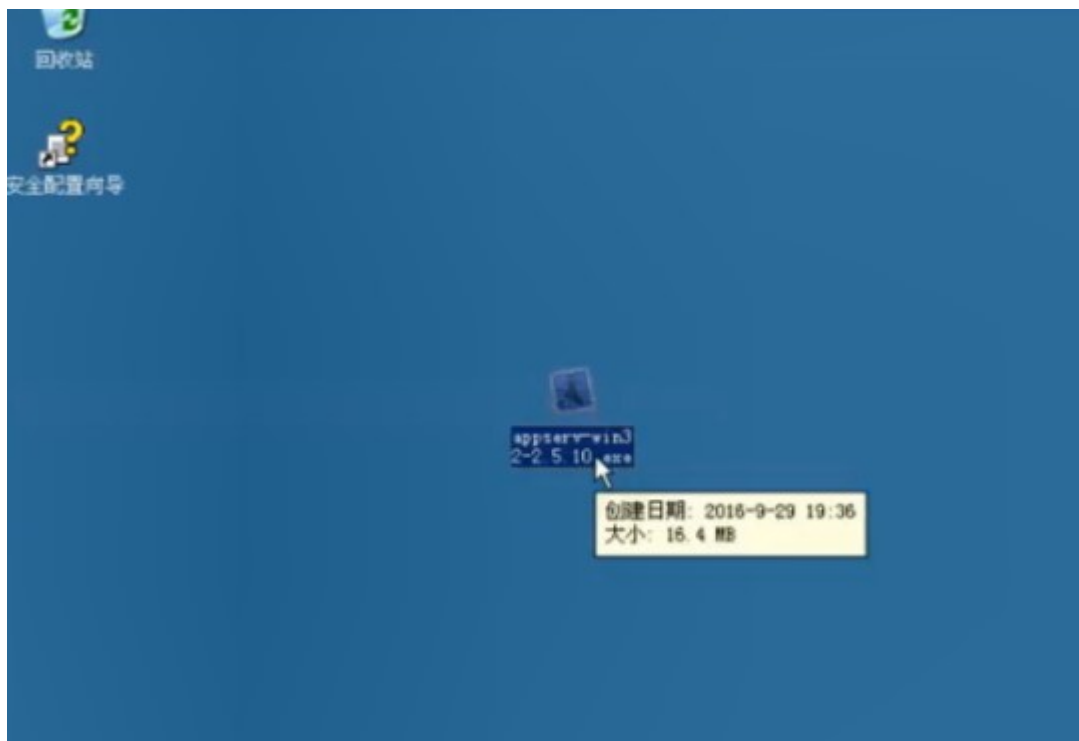 回收站
安全配置向导
appserv-win3
2-2.5.10.exe
创建日期: 2016-9-29 19:36
大小: 16.4 MB